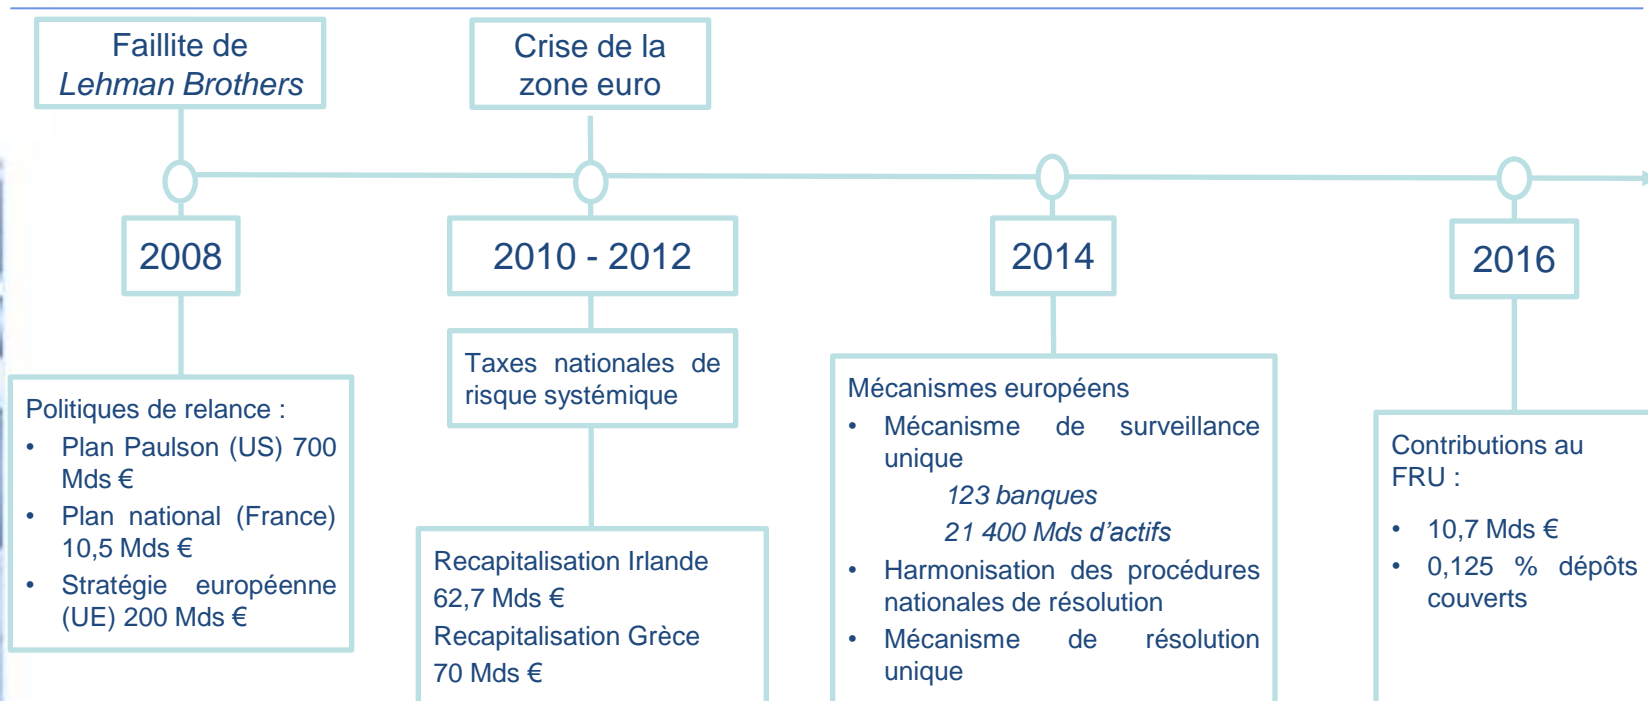 Faillite de
Lehman Brothers
Crise de la
zone euro
2008
2010 - 2012
2014
2016
Politiques de relance :
• Plan Paulson (US) 700
Mds €
• Plan national (France)
10,5 Mds €
• Stratégie européenne
(UE) 200 Mds €
Taxes nationales de
risque systémique
Recapitalisation Irlande
62,7 Mds €
Recapitalisation Grèce
70 Mds €
Mécanismes européens
• Mécanisme de surveillance
unique
123 banques
21 400 Mds d'actifs
• Harmonisation des procédures
nationales de résolution
• Mécanisme de résolution
unique
Contributions au
FRU :
• 10,7 Mds €
• 0,125 % dépôts
couverts